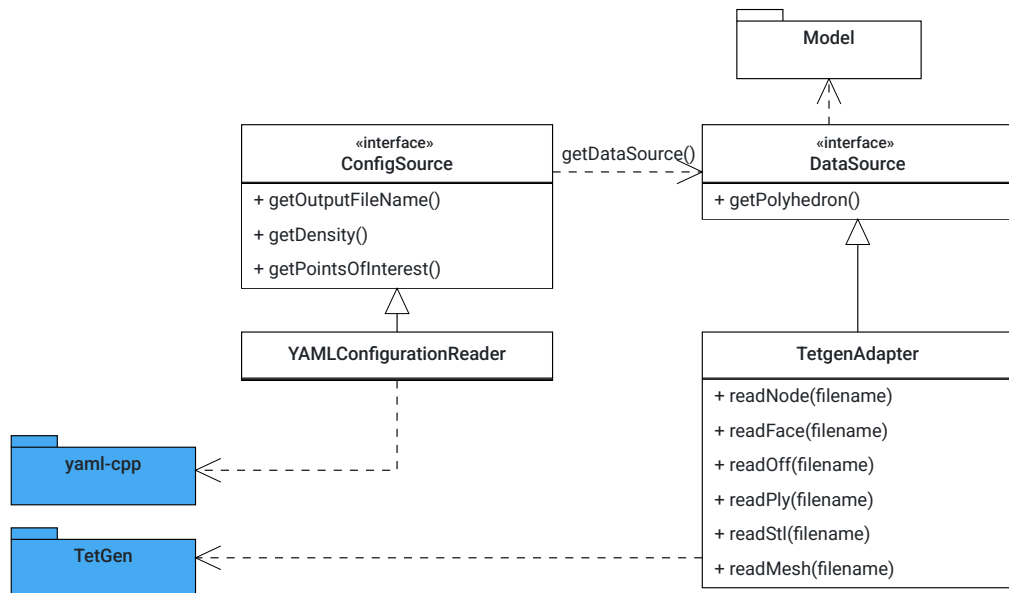 Model
«interface»
ConfigSource
+ getOutputFileName()
+ getDensity()
+ getPointsOfInterest()
getDataSource()
«interface»
DataSource
+ getPolyhedron()
YAMLConfigurationReader
TetgenAdapter
+ readNode(filename)
+ readFace(filename)
+ readOff(filename)
+ readPly(filename)
+ readStl(filename)
+ readMesh(filename)
yaml-cpp
TetGen